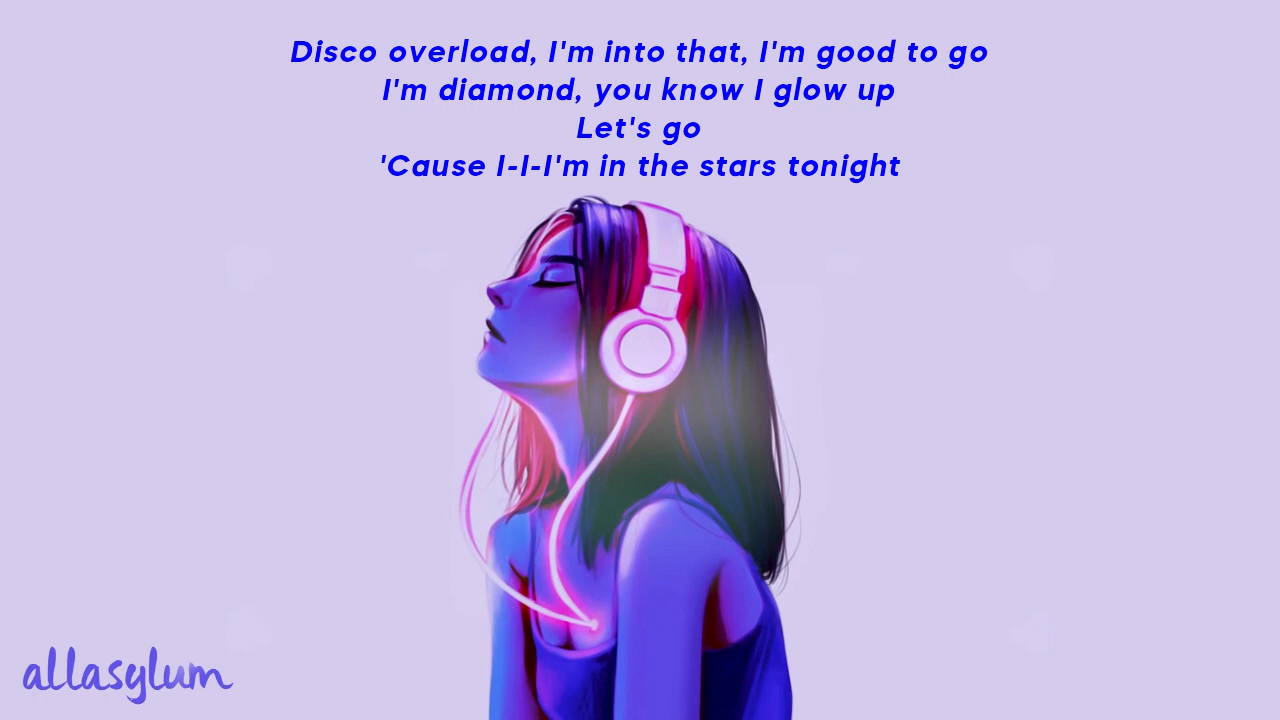 Disco overload, I'm into that, I'm good to go
I'm diamond, you know I glow up
Let's go
'Cause I-I-I'm in the stars tonight
allasylum